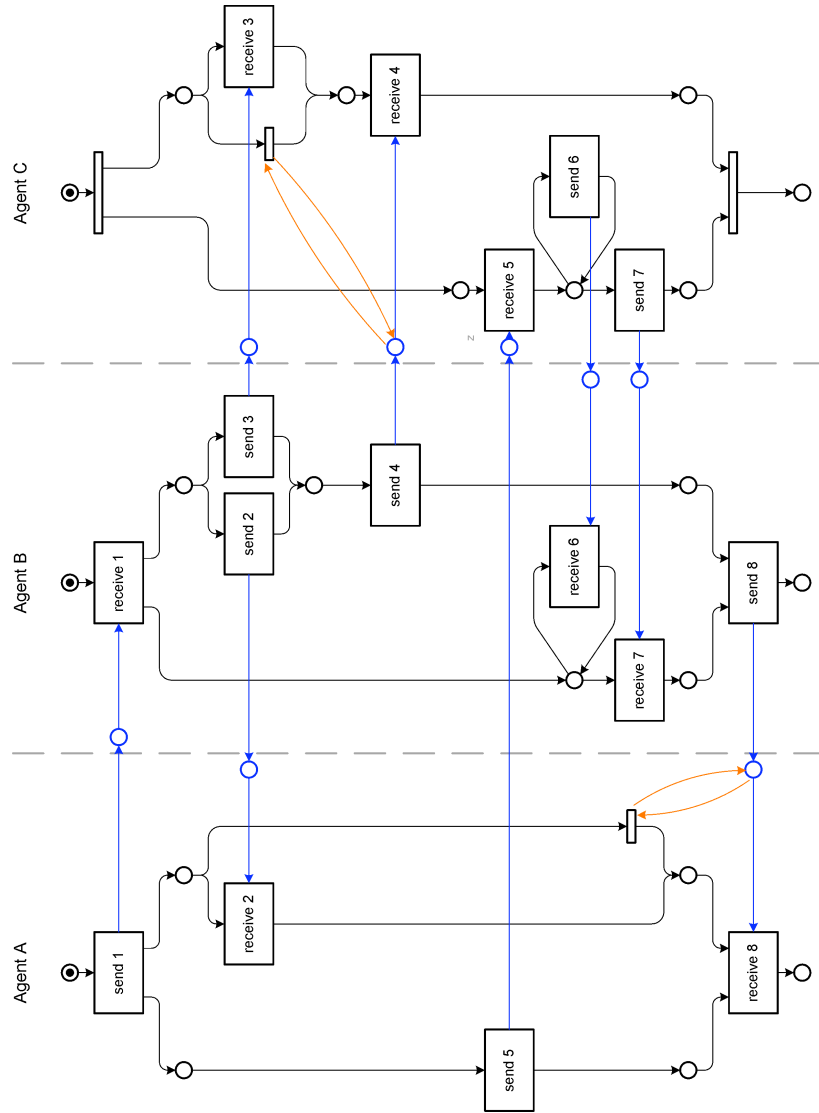 Agent A
send 1
receive 2
send 5
receive 8
Agent B
receive 1
send 2
send 3
send 4
receive 6
receive 7
send 8
Agent C
receive 3
receive 4
receive 5
send 6
send 7
z